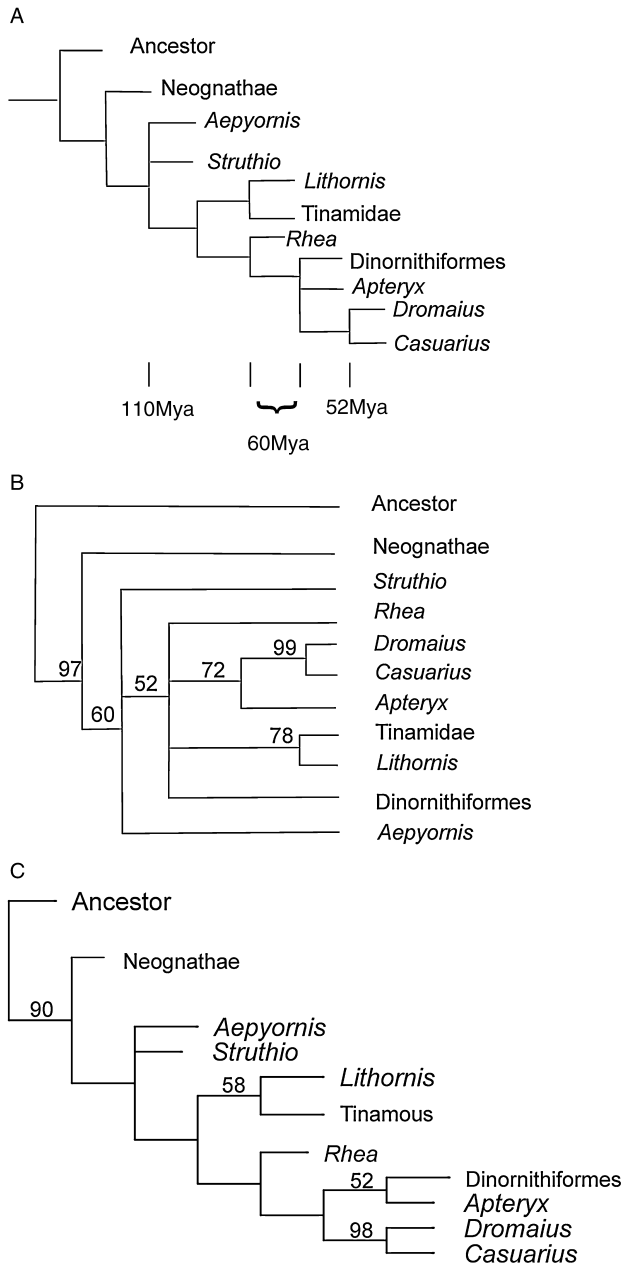 A
Ancestor
Neognathae
Aepyornis
Struthio
Lithornis
Tinamidae
Rhea
Dinornithiformes
Apteryx
Dromaius
Casuarius
110Mya
52Mya
60Mya
B
Ancestor
Neognathae
Struthio
Rhea
99
Dromaius
97
52
72
Casuarius
60
Apteryx
78
Tinamidae
Lithornis
Dinornithiformes
Aepyornis
C
Ancestor
Neognathae
90
Aepyornis
Struthio
58
Lithornis
Tinamous
Rhea
52
Dinornithiformes
Apteryx
98
Dromaius
Casuarius